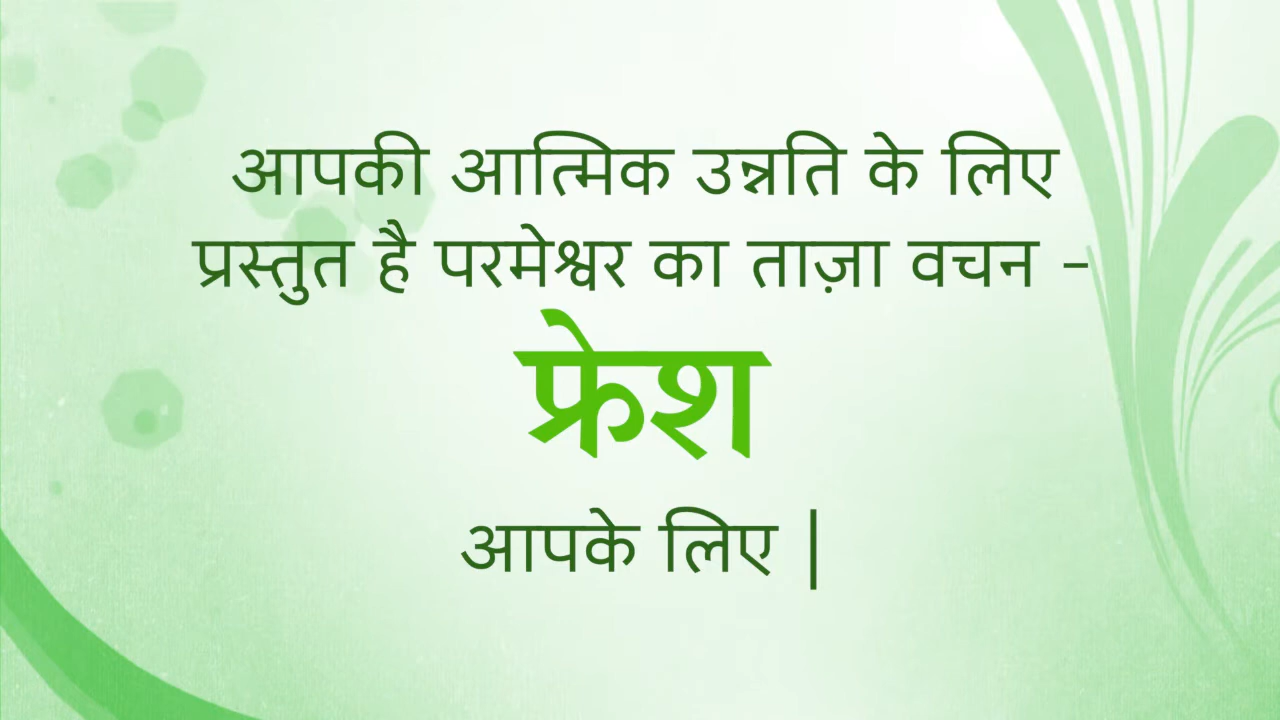 आपकी आत्मिक उन्नति के लिए
प्रस्तुत है परमेश्वर का ताज़ा वचन -
फ्रेश
आपके लिए |